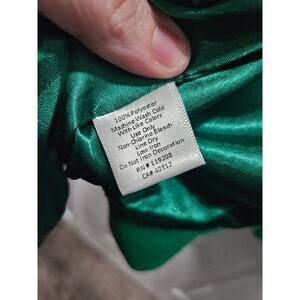 100% Polyester
Machine Wash Cold
With Like Colors
Use Only
Non-Chlorine Bleach
Line Dry
Low Iron
Do Not Iron Decoration
RN # 119208
CA# 40312